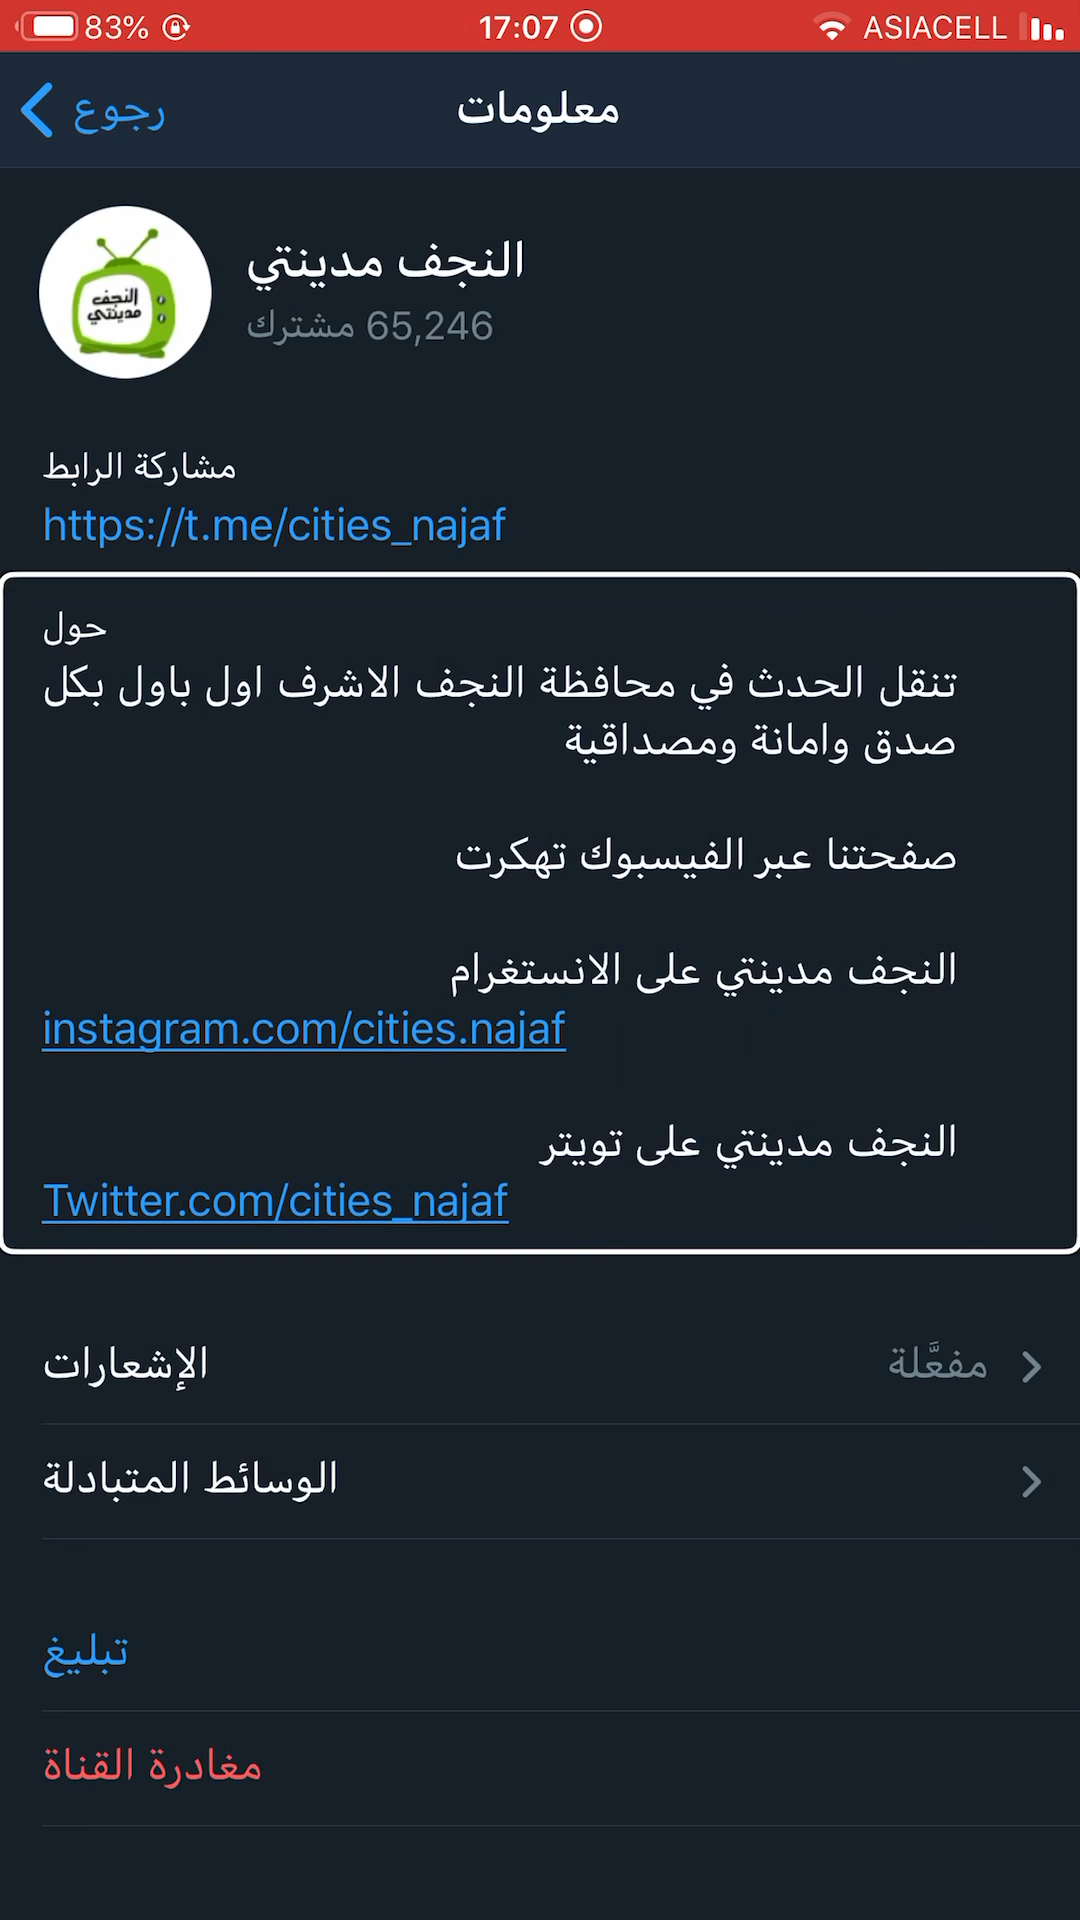 83%
17:07
ASIACELL
رجوع
معلومات
النجف
مدينتي
النجف مدينتي
65,246 مشترك
مشاركة الرابط
https://t.me/cities_najaf
حول
تنقل الحدث في محافظة النجف الاشرف اول باول بكل
صدق وامانة ومصداقية
صفحتنا عبر الفيسبوك تهكرت
النجف مدينتي على الانستغرام
instagram.com/cities.najaf
النجف مدينتي على تويتر
Twitter.com/cities_najaf
الإشعارات
مفعَّلة
الوسائط المتبادلة
تبليغ
مغادرة القناة